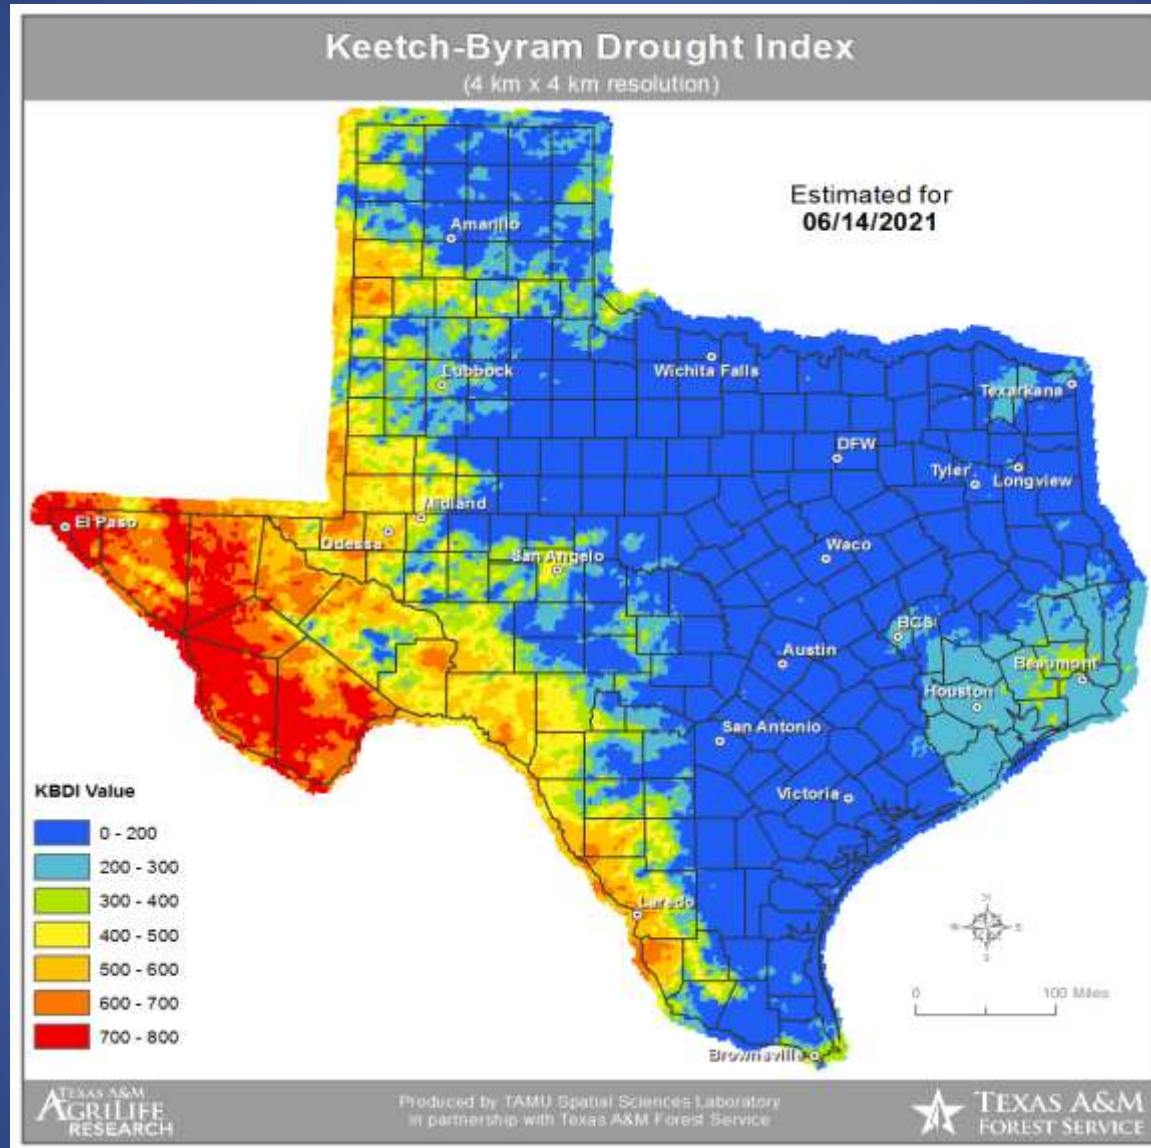 Keetch-Byram Drought Index
(4 km x 4 km resolution)
Estimated for
06/14/2021
Amarillo
Lubbock
Wichita Falls
Texarkana
DFW
Tyler
Longview
Midland
El Paso
Odessa
San Angelo
Waco
BCS
Austin
Beaumont
Houston
San Antonio
Victoria
Laredo
Brownsville
KBDI Value
0 - 200
200 - 300
300 - 400
400 - 500
500 - 600
600 - 700
700 - 800
N
W
E
S
0
100 Miles
TEXAS A&M
AGRILIFE
RESEARCH
Produced by TAMU Spatial Sciences Laboratory
in partnership with Texas A&M Forest Service
TEXAS A&M
FOREST SERVICE